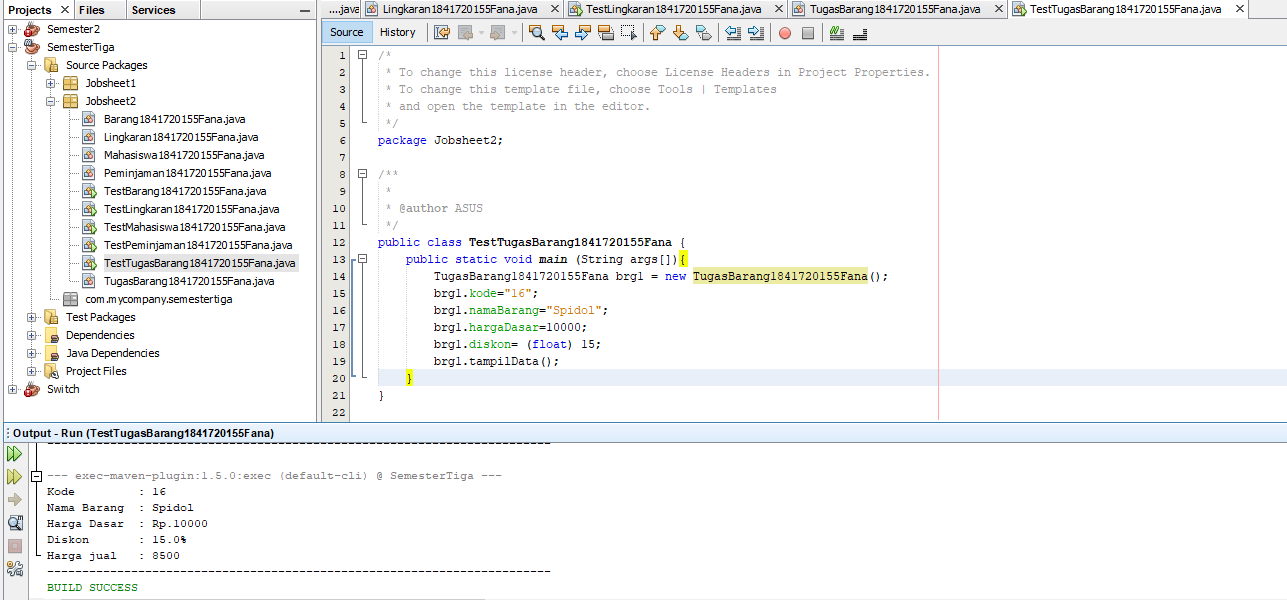 Projects
Files
Services
Semester2
SemesterTiga
Source Packages
Jobsheet1
Jobsheet2
Barang1841720155Fana.java
Lingkaran1841720155Fana.java
Mahasiswa1841720155Fana.java
Peminjaman1841720155Fana.java
TestBarang1841720155Fana.java
TestLingkaran1841720155Fana.java
TestMahasiswa1841720155Fana.java
TestPeminjaman1841720155Fana.java
TestTugasBarang1841720155Fana.java
TugasBarang1841720155Fana.java
com.mycompany.semestertiga
Test Packages
Dependencies
Java Dependencies
Project Files
Switch
....java
Lingkaran1841720155Fana.java
TestLingkaran1841720155Fana.java
TugasBarang1841720155Fana.java
TestTugasBarang1841720155Fana.java
Source
History
1 /*
2 * To change this license header, choose License Headers in Project Properties.
3 * To change this template file, choose Tools | Templates
4 * and open the template in the editor.
5 */
6 package Jobsheet2;
7
8 /**
9 *
10 * @author ASUS
11 */
12 public class TestTugasBarang1841720155Fana {
13 public static void main (String args[]){
14 TugasBarang1841720155Fana brg1 = new TugasBarang1841720155Fana();
15 brg1.kode="16";
16 brg1.namaBarang="Spidol";
17 brg1.hargaDasar=10000;
18 brg1.diskon= (float) 15;
19 brg1.tampilData();
20 }
21 }
22
Output - Run (TestTugasBarang1841720155Fana)
--- exec-maven-plugin:1.5.0:exec (default-cli) @ SemesterTiga ---
Kode : 16
Nama Barang : Spidol
Harga Dasar : Rp.10000
Diskon : 15.0%
Harga jual : 8500
------------------------------------------------------------------------
BUILD SUCCESS